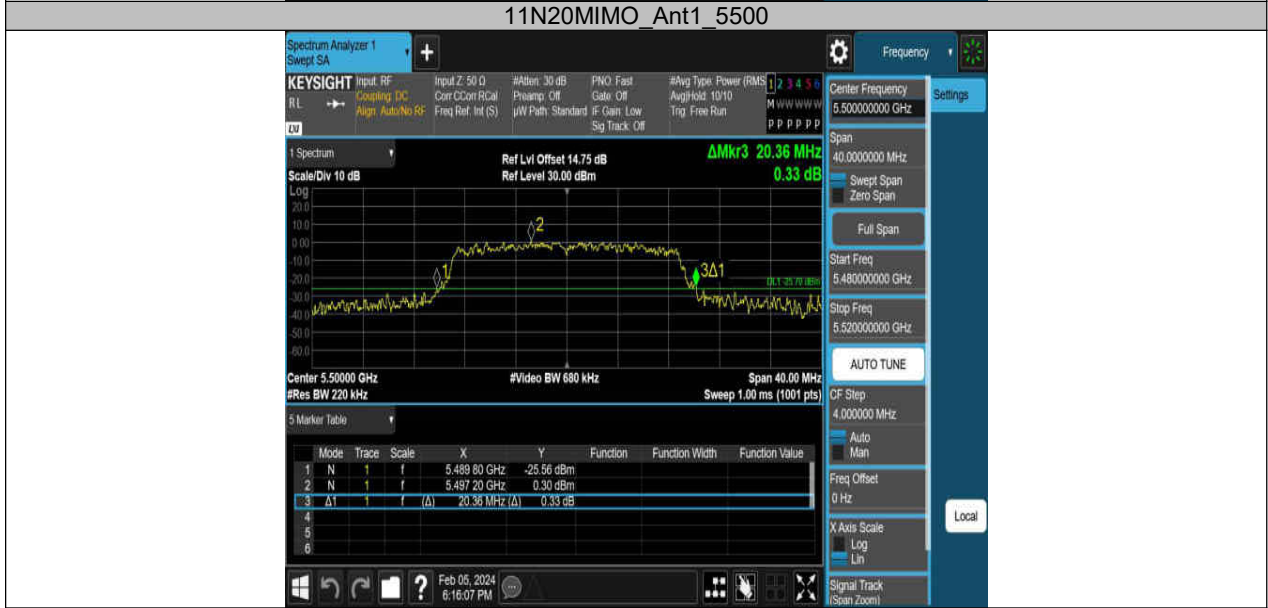 11N20MIMO_Ant1_5500
Spectrum Analyzer 1
Swept SA
+
Frequency
KEYSIGHT
RL
LXI
Input: RF
Coupling: DC
Align: Auto/No RF
Input Z: 50 Ω
Corr CCorr RCal
Freq Ref: Int (S)
#Atten: 30 dB
Preamp: Off
µW Path: Standard
PNO: Fast
Gate: Off
IF Gain: Low
Sig Track: Off
#Avg Type: Power (RMS
Avg|Hold: 10/10
Trig: Free Run
1 2 3 4 5 6
M W W W W W
P P P P P P
1 Spectrum
Scale/Div 10 dB
Log
Ref Lvl Offset 14.75 dB
Ref Level 30.00 dBm
ΔMkr3 20.36 MHz
0.33 dB
20.0
10.0
0.00
-10.0
-20.0
-30.0
-40.0
-50.0
-60.0
1
2
3Δ1
DL1 -25.70 dBm
Center 5.50000 GHz
#Res BW 220 kHz
#Video BW 680 kHz
Span 40.00 MHz
Sweep 1.00 ms (1001 pts)
5 Marker Table
Mode Trace Scale X Y Function Function Width Function Value
1 N 1 f 5.489 80 GHz -25.56 dBm
2 N 1 f 5.497 20 GHz 0.30 dBm
3 Δ1 1 f (Δ) 20.36 MHz (Δ) 0.33 dB
4
5
6
?
Feb 05, 2024
6:16:07 PM
Center Frequency
5.500000000 GHz
Settings
Span
40.0000000 MHz
Swept Span
Zero Span
Full Span
Start Freq
5.480000000 GHz
Stop Freq
5.520000000 GHz
AUTO TUNE
CF Step
4.000000 MHz
Auto
Man
Freq Offset
0 Hz
X Axis Scale
Log
Lin
Local
Signal Track
(Span Zoom)